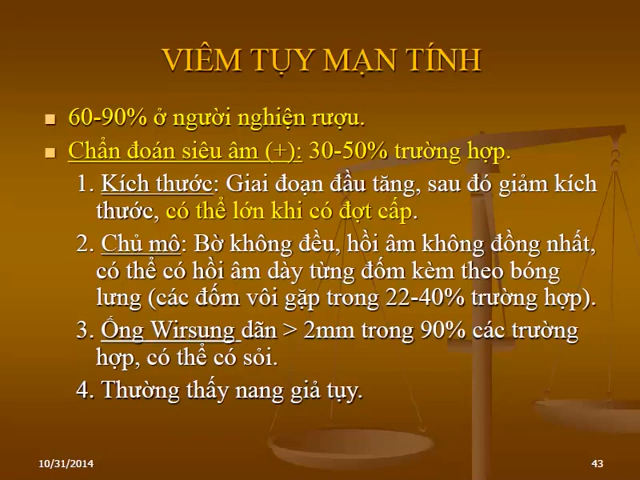 VIÊM TỤY MẠN TÍNH
60-90% ở người nghiện rượu.
Chẩn đoán siêu âm (+): 30-50% trường hợp.
1. Kích thước: Giai đoạn đầu tăng, sau đó giảm kích
thước, có thể lớn khi có đợt cấp.
2. Chủ mô: Bờ không đều, hồi âm không đồng nhất,
có thể có hồi âm dày từng đốm kèm theo bóng
lưng (các đốm vôi gặp trong 22-40% trường hợp).
3. Ống Wirsung dãn > 2mm trong 90% các trường
hợp, có thể có sỏi.
4. Thường thấy nang giả tụy.
10/31/2014
43